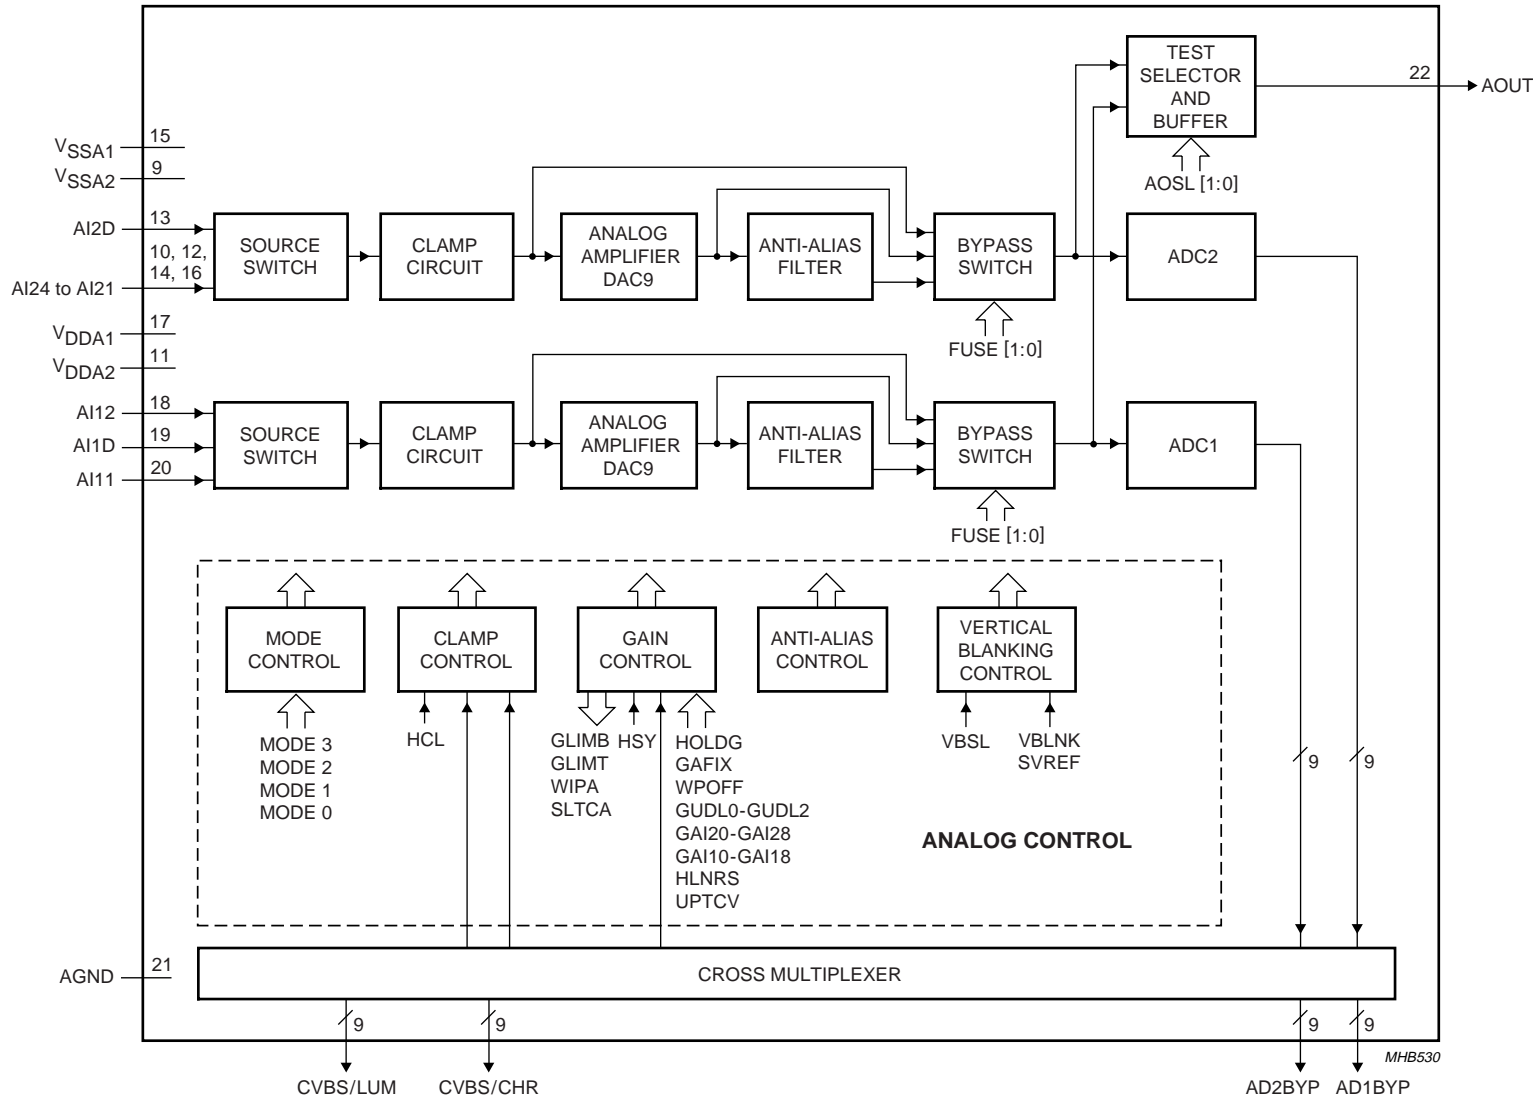 TEST
SELECTOR
AND
BUFFER
22
AOUT
AOSL [1:0]
VSSA1
15
VSSA2
9
AI2D
13
10, 12,
14, 16
AI24 to AI21
SOURCE
SWITCH
CLAMP
CIRCUIT
ANALOG
AMPLIFIER
DAC9
ANTI-ALIAS
FILTER
BYPASS
SWITCH
ADC2
FUSE [1:0]
VDDA1
17
VDDA2
11
AI12
18
AI1D
19
AI11
20
SOURCE
SWITCH
CLAMP
CIRCUIT
ANALOG
AMPLIFIER
DAC9
ANTI-ALIAS
FILTER
BYPASS
SWITCH
ADC1
FUSE [1:0]
MODE
CONTROL
CLAMP
CONTROL
GAIN
CONTROL
ANTI-ALIAS
CONTROL
VERTICAL
BLANKING
CONTROL
MODE 3
MODE 2
MODE 1
MODE 0
HCL
GLIMB
GLIMT
WIPA
SLTCA
HSY
HOLDG
GAFIX
WPOFF
GUDL0-GUDL2
GAI20-GAI28
GAI10-GAI18
HLNRS
UPTCV
VBSL
VBLNK
SVREF
9
9
ANALOG CONTROL
AGND
21
CROSS MULTIPLEXER
9
9
9
9
MHB530
CVBS/LUM
CVBS/CHR
AD2BYP
AD1BYP